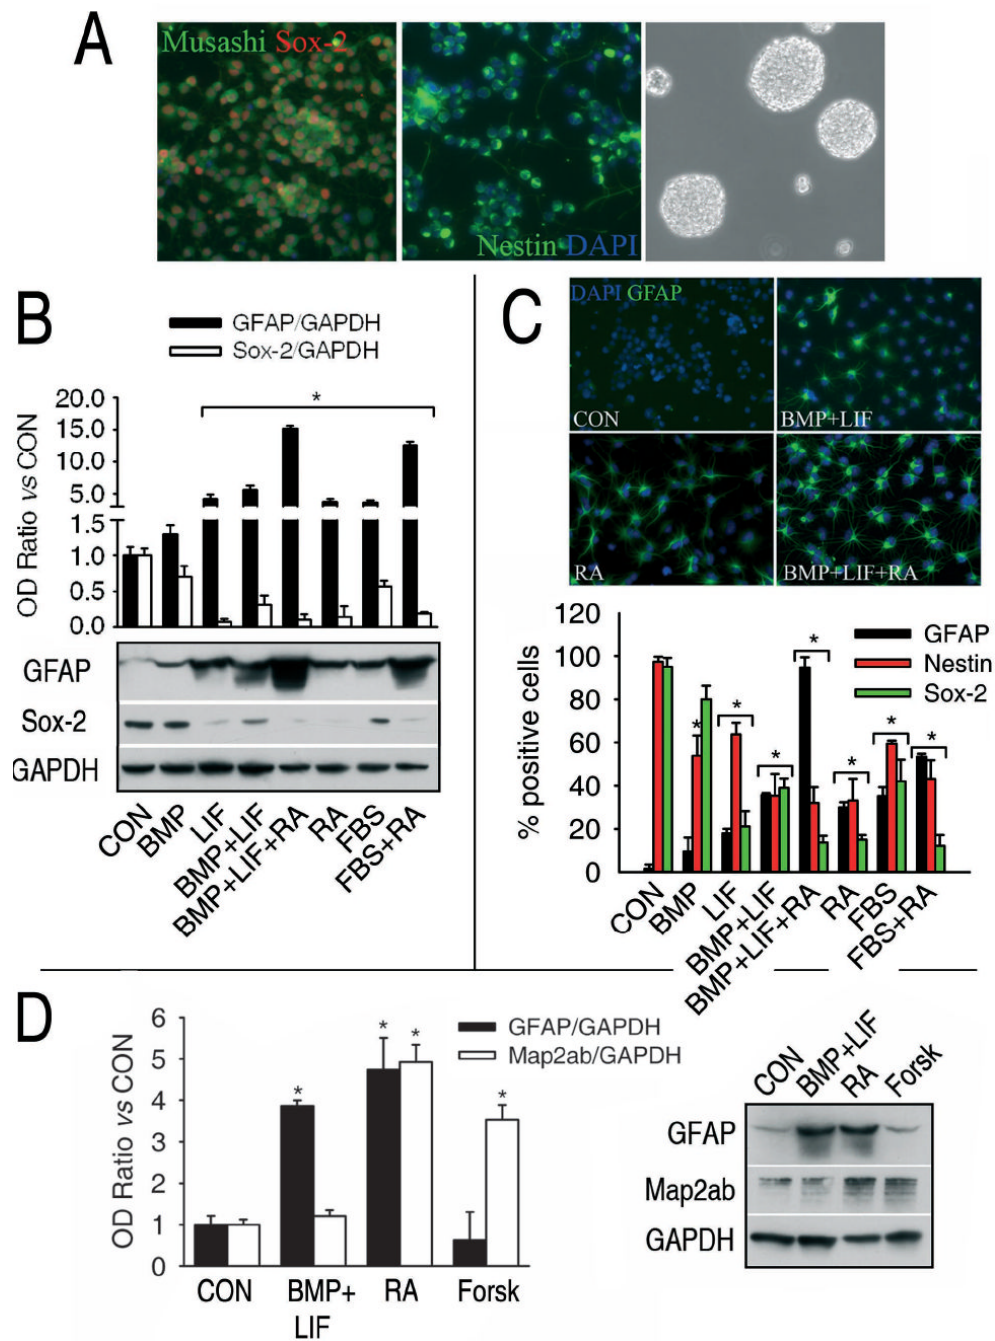 A
Musashi Sox-2
Nestin DAPI
B
GFAP/GAPDH
Sox-2/GAPDH
*
OD Ratio vs CON
20.0
15.0
10.0
5.0
1.5
1.0
0.5
0.0
GFAP
Sox-2
GAPDH
CON
BMP
LIF
BMP+LIF
BMP+LIF+RA
RA
FBS
FBS+RA
C
DAPI GFAP
CON
BMP+LIF
RA
BMP+LIF+RA
% positive cells
120
100
80
60
40
20
0
GFAP
Nestin
Sox-2
* * * * * * *
CON
BMP
LIF
BMP+LIF
BMP+LIF+RA
RA
FBS
FBS+RA
D
OD Ratio vs CON
6
5
4
3
2
1
0
GFAP/GAPDH
Map2ab/GAPDH
* * * *
CON
BMP+
LIF
RA
Forsk
CON
BMP+LIF
RA
Forsk
GFAP
Map2ab
GAPDH